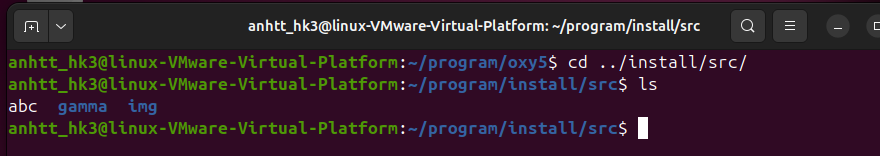 anhtt_hk3@linux-VMware-Virtual-Platform: ~/program/install/src
anhtt_hk3@linux-VMware-Virtual-Platform:~/program/oxy5$ cd ../install/src/
anhtt_hk3@linux-VMware-Virtual-Platform:~/program/install/src$ ls
abc  gamma  img
anhtt_hk3@linux-VMware-Virtual-Platform:~/program/install/src$